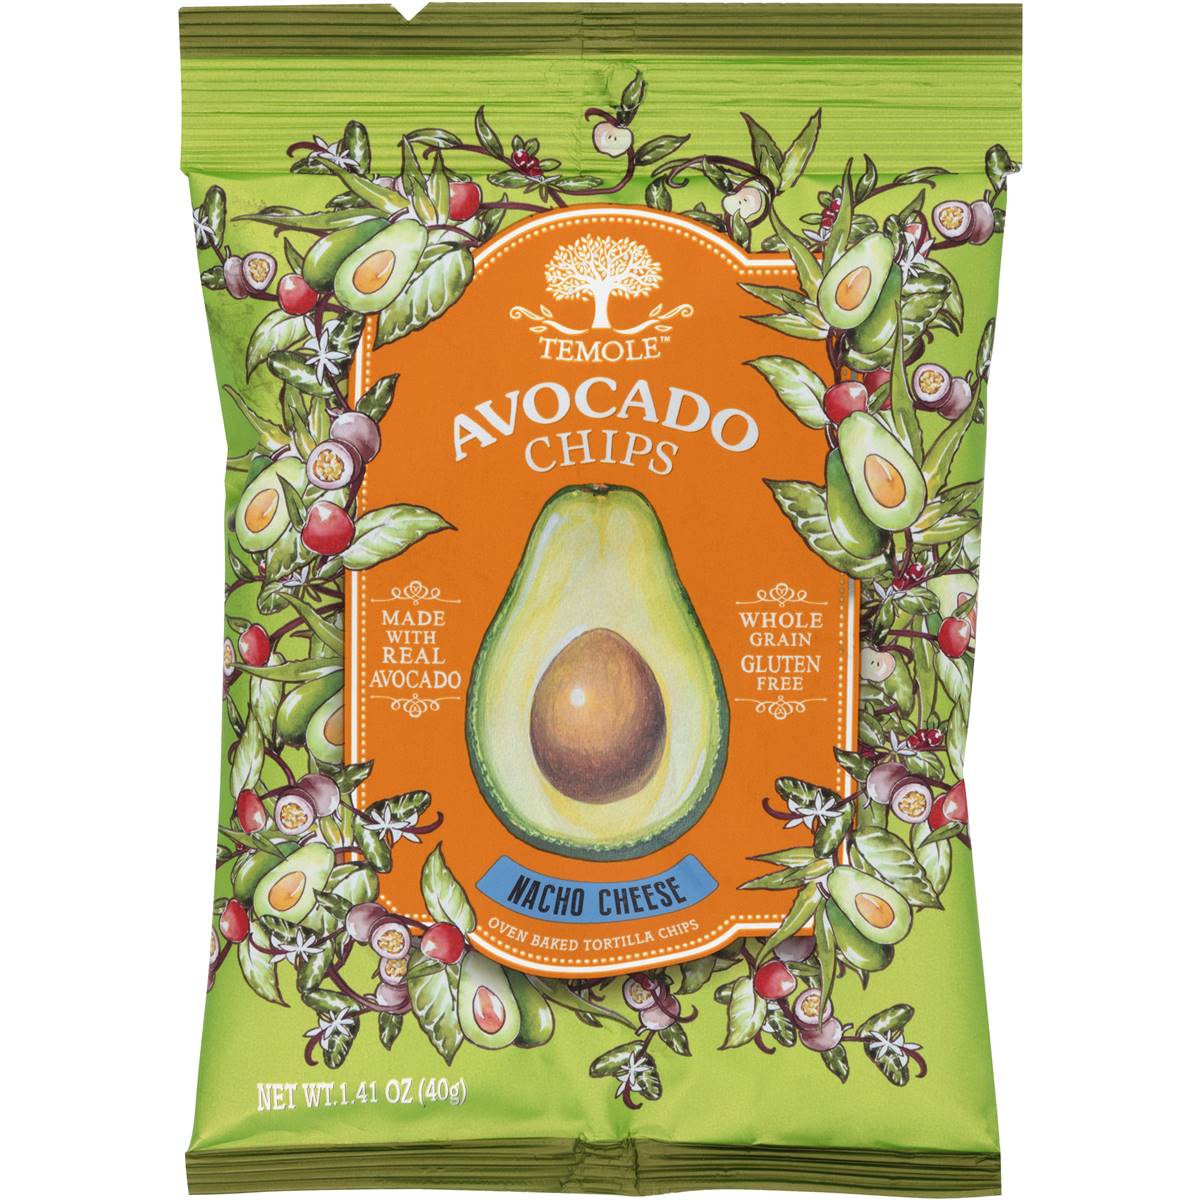 TEMOLE™
AVOCADO
CHIPS
MADE
WITH
REAL
AVOCADO
WHOLE
GRAIN
GLUTEN
FREE
NACHO CHEESE
OVEN BAKED TORTILLA CHIPS
NET WT.1.41 OZ (40g)